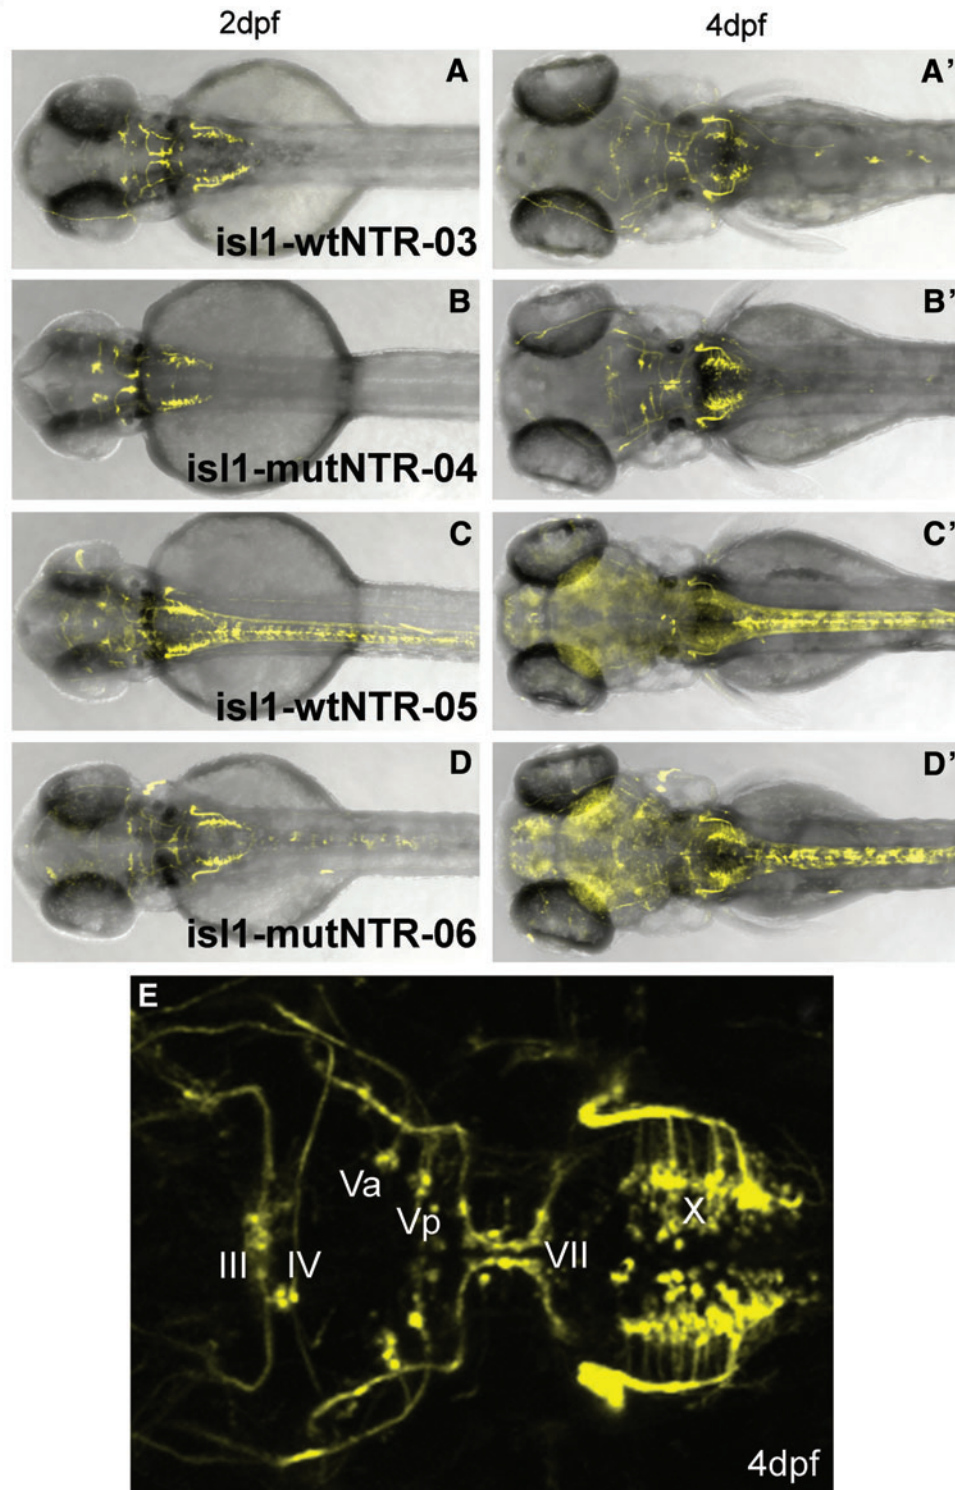 2dpf
4dpf
A
A’
isl1-wtNTR-03
B
B’
isl1-mutNTR-04
C
C’
isl1-wtNTR-05
D
D’
isl1-mutNTR-06
E
Va
Vp
X
III
IV
VII
4dpf